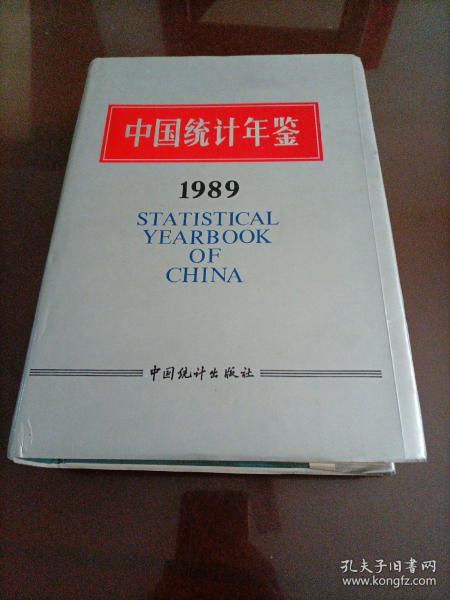 中国统计年鉴
1989
STATISTICAL
YEARBOOK
OF
CHINA
中国统计出版社
孔夫子旧书网
www.kongfz.com